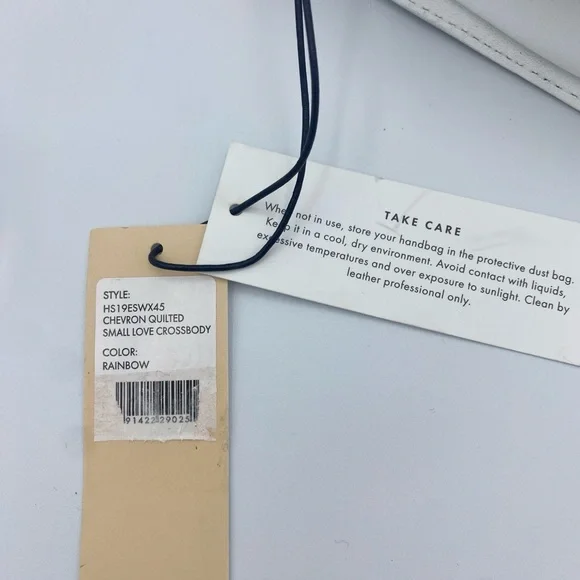 TAKE CARE
When not in use, store your handbag in the protective dust bag.
Keep it in a cool, dry environment. Avoid contact with liquids,
excessive temperatures and over exposure to sunlight. Clean by
leather professional only.
STYLE:
HS19ESWX45
CHEVRON QUILTED
SMALL LOVE CROSSBODY
COLOR:
RAINBOW